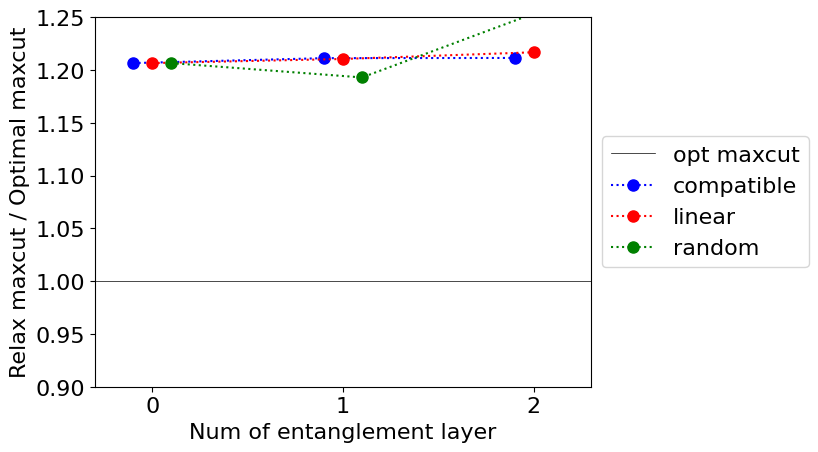 Relax maxcut / Optimal maxcut
1.25
1.20
1.15
1.10
1.05
1.00
0.95
0.90
0
1
2
Num of entanglement layer
opt maxcut
compatible
linear
random